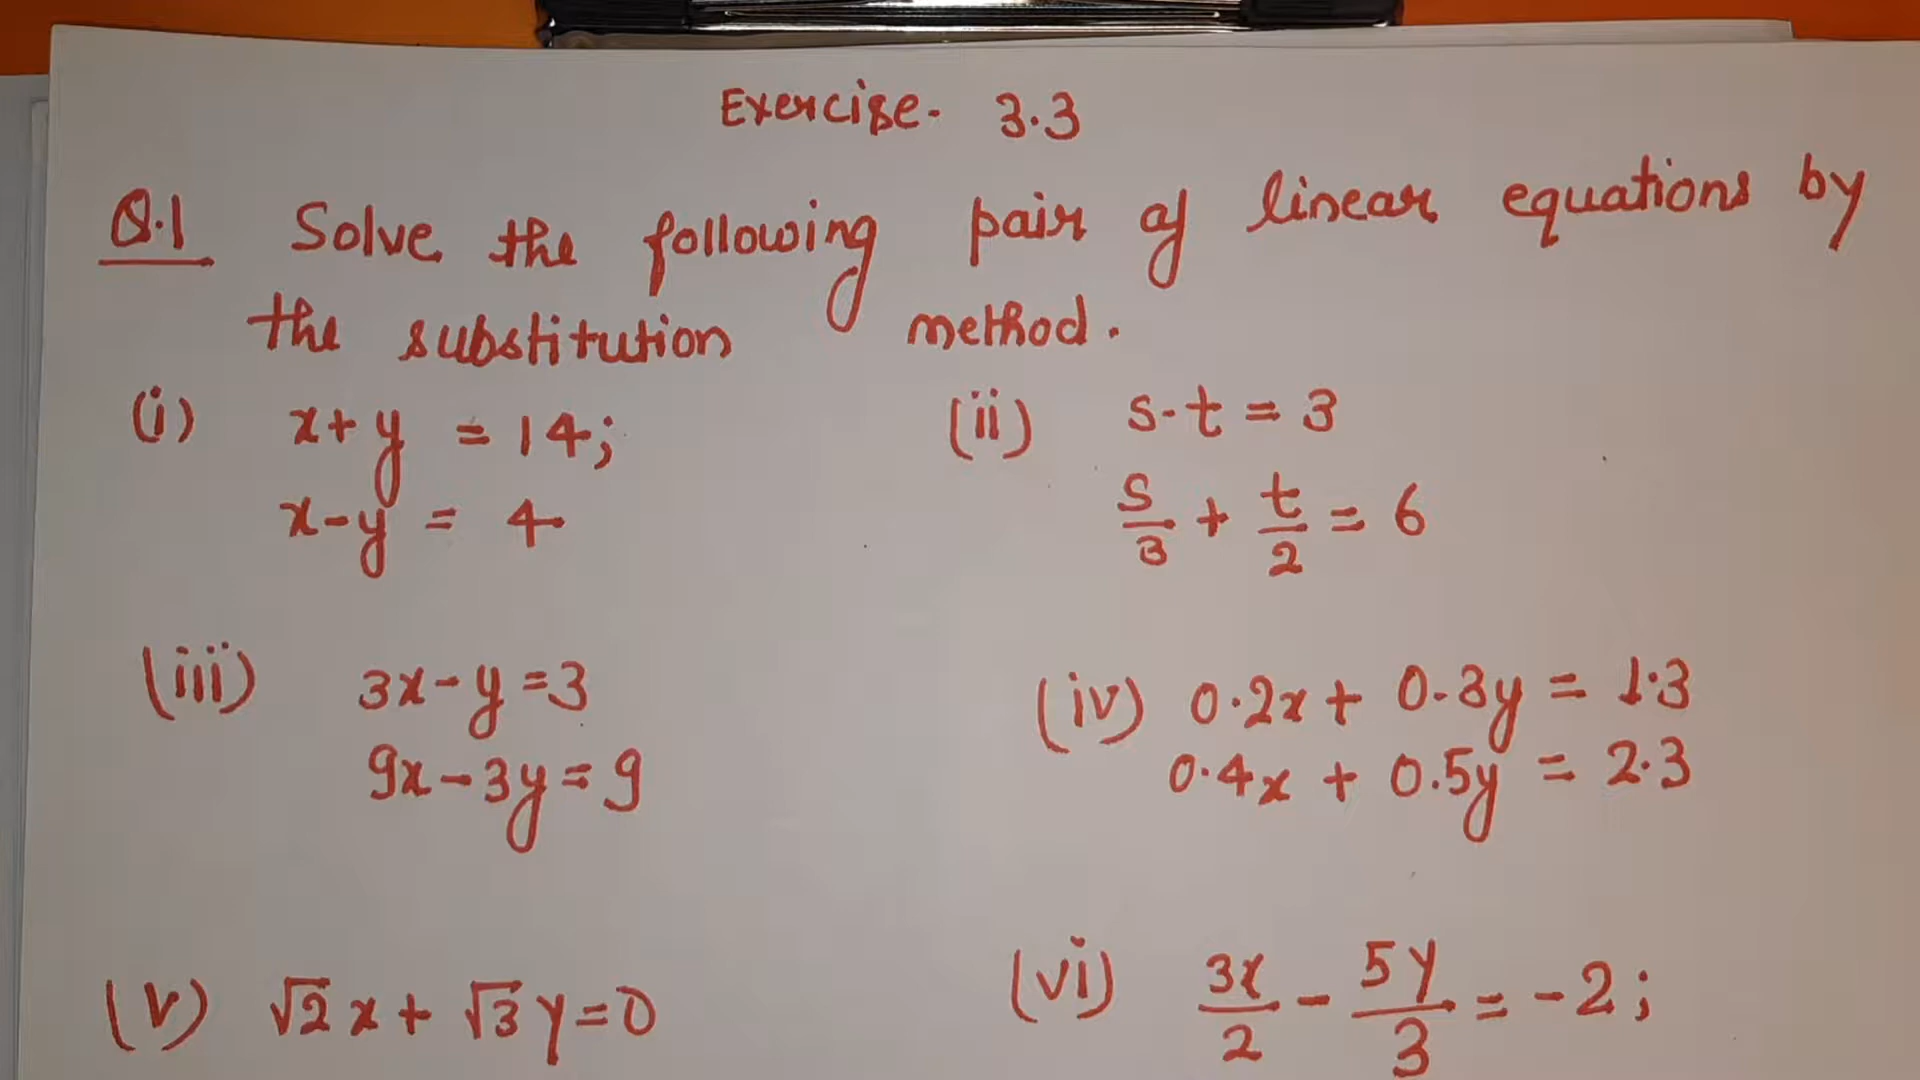 Exercise. 3.3
Q.1 Solve the following pair of linear equations by
the substitution method.
(i) x+y = 14; (ii) s-t = 3
x-y = 4 s/3 + t/2 = 6
(iii) 3x-y=3 (iv) 0.2x + 0.3y = 1.3
9x-3y=9 0.4x + 0.5y = 2.3
(v) √2x + √3y=0 (vi) 3x/2 - 5y/3 = -2;